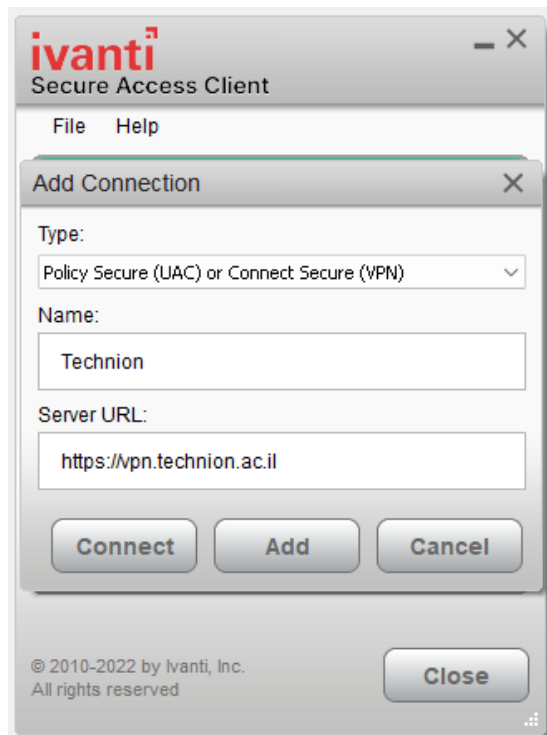 ivanti
Secure Access Client
File Help
Add Connection
Type:
Policy Secure (UAC) or Connect Secure (VPN)
Name:
Technion
Server URL:
https://vpn.technion.ac.il
Connect Add Cancel
© 2010-2022 by Ivanti, Inc.
All rights reserved
Close